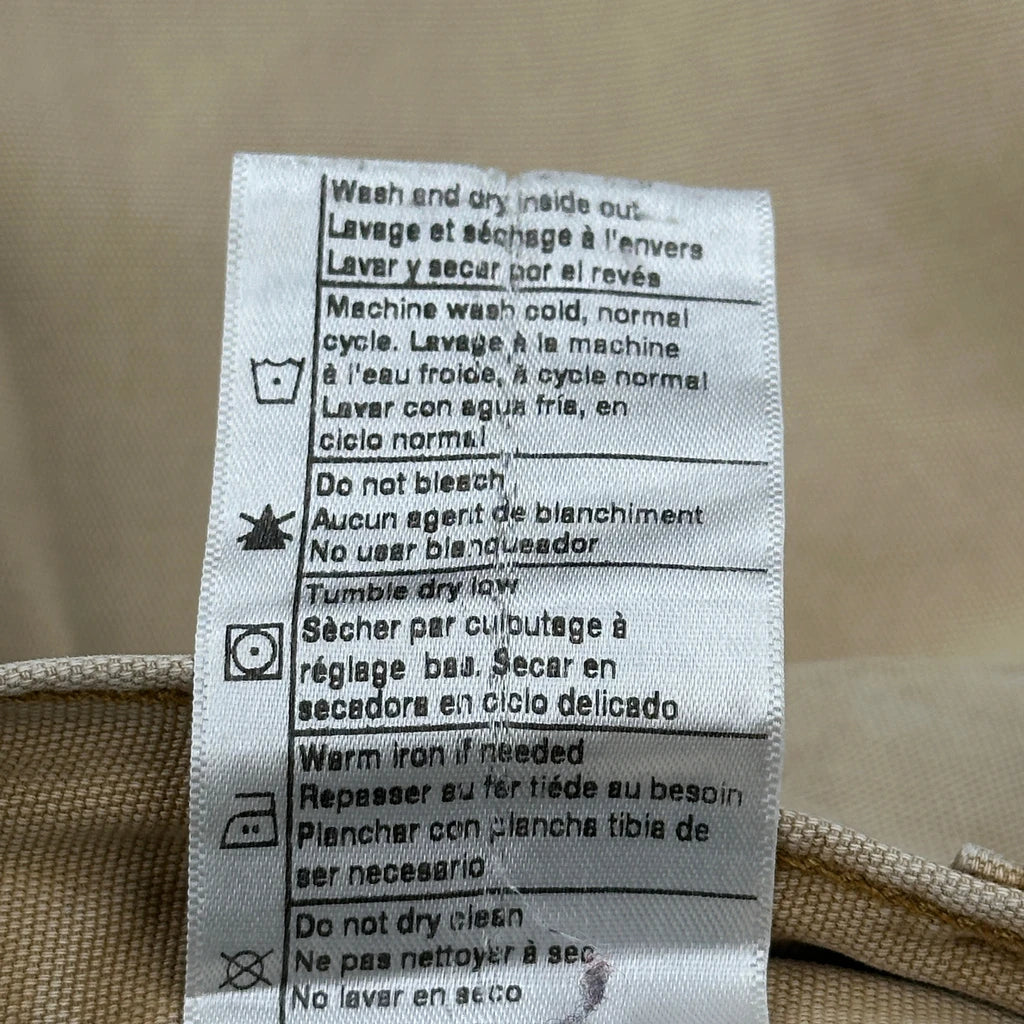 Wash and dry inside out
Lavage et séchage à l'envers
Lavar y secar por el revés
Machine wash cold, normal
cycle. Lavage à la machine
à l'eau froide, à cycle normal
Lavar con agua fría, en
ciclo normal
Do not bleach
Aucun agent de blanchiment
No usar blanqueador
Tumble dry low
Sècher par culbutage à
réglage bas. Secar en
secadora en ciclo delicado
Warm iron if needed
Repasser au fer tiéde au besoin
Planchar con plancha tibia de
ser necesario
Do not dry clean
Ne pas nettoyer à sec
No lavar en seco